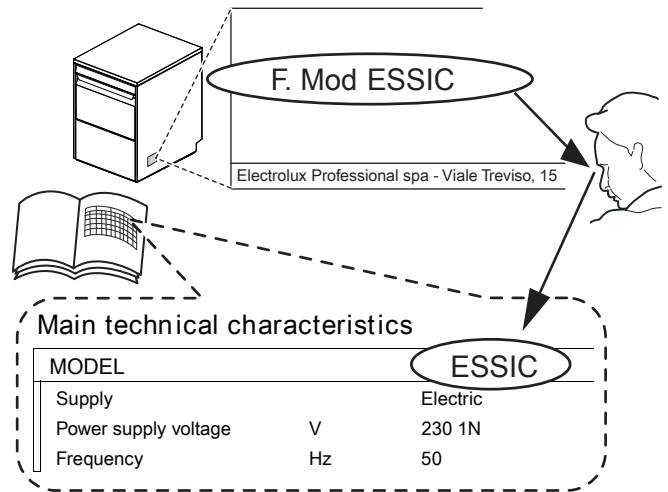 F. Mod ESSIC
Electrolux Professional spa - Viale Treviso, 15
Main technical characteristics
MODEL ESSIC
Supply Electric
Power supply voltage V 230 1N
Frequency Hz 50